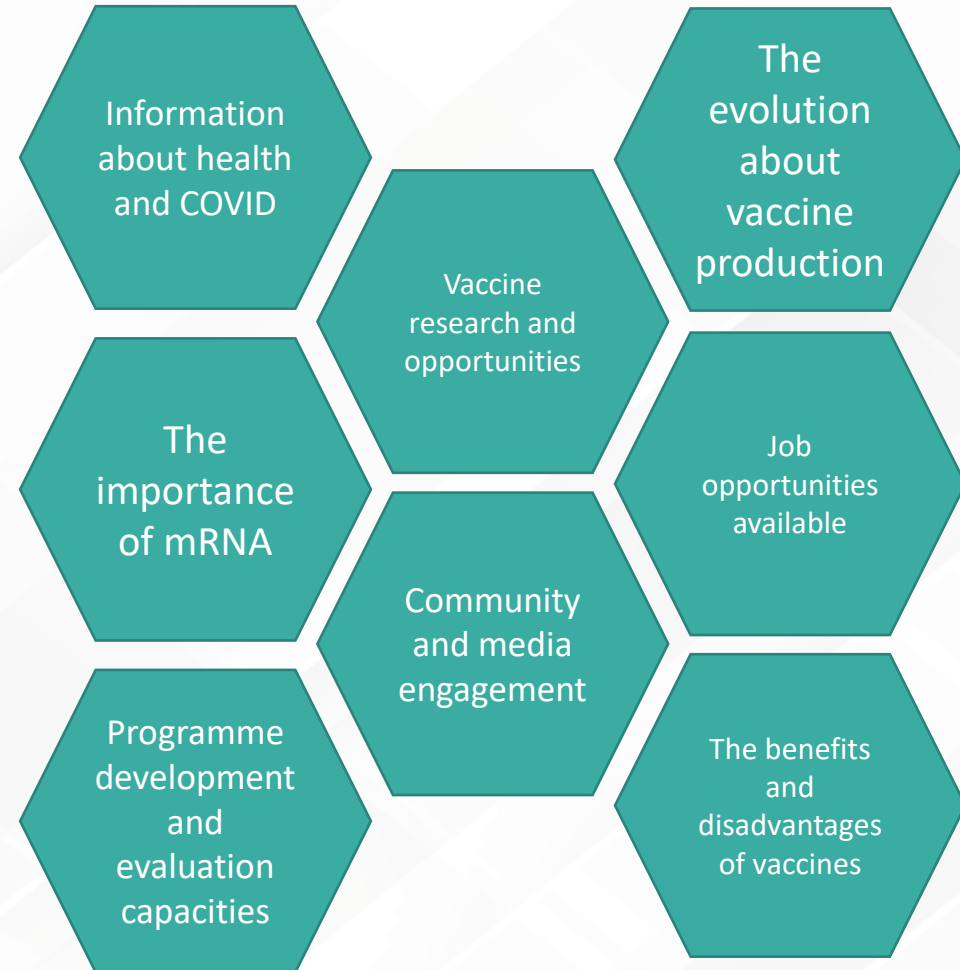 Information
about health
and COVID
The
evolution
about
vaccine
production
Vaccine
research and
opportunities
The
importance
of mRNA
Job
opportunities
available
Community
and media
engagement
Programme
development
and
evaluation
capacities
The benefits
and
disadvantages
of vaccines